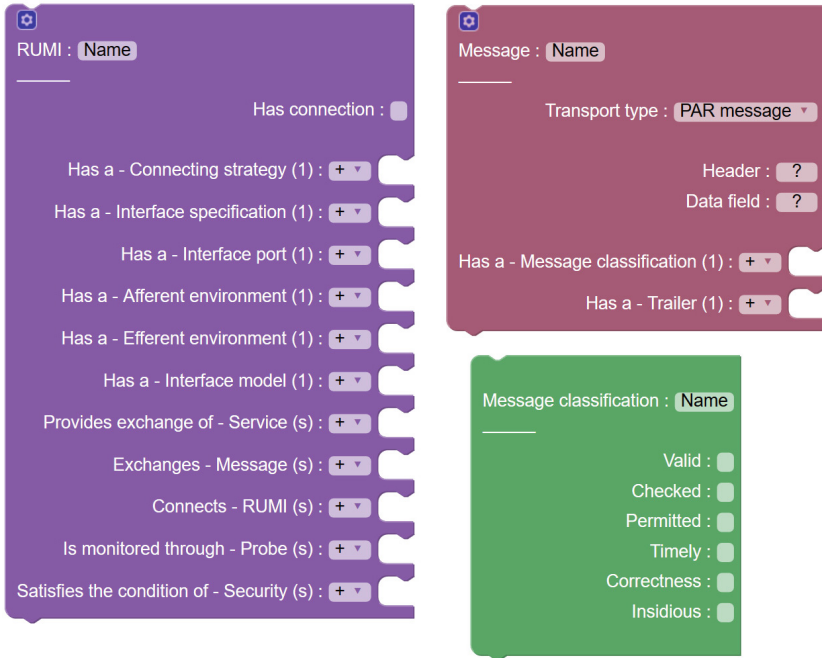 RUMI : Name
Has connection :
Has a - Connecting strategy (1) : +
Has a - Interface specification (1) : +
Has a - Interface port (1) : +
Has a - Afferent environment (1) : +
Has a - Efferent environment (1) : +
Has a - Interface model (1) : +
Provides exchange of - Service (s) : +
Exchanges - Message (s) : +
Connects - RUMI (s) : +
Is monitored through - Probe (s) : +
Satisfies the condition of - Security (s) : +
Message : Name
Transport type : PAR message
Header : ?
Data field : ?
Has a - Message classification (1) : +
Has a - Trailer (1) : +
Message classification : Name
Valid :
Checked :
Permitted :
Timely :
Correctness :
Insidious :